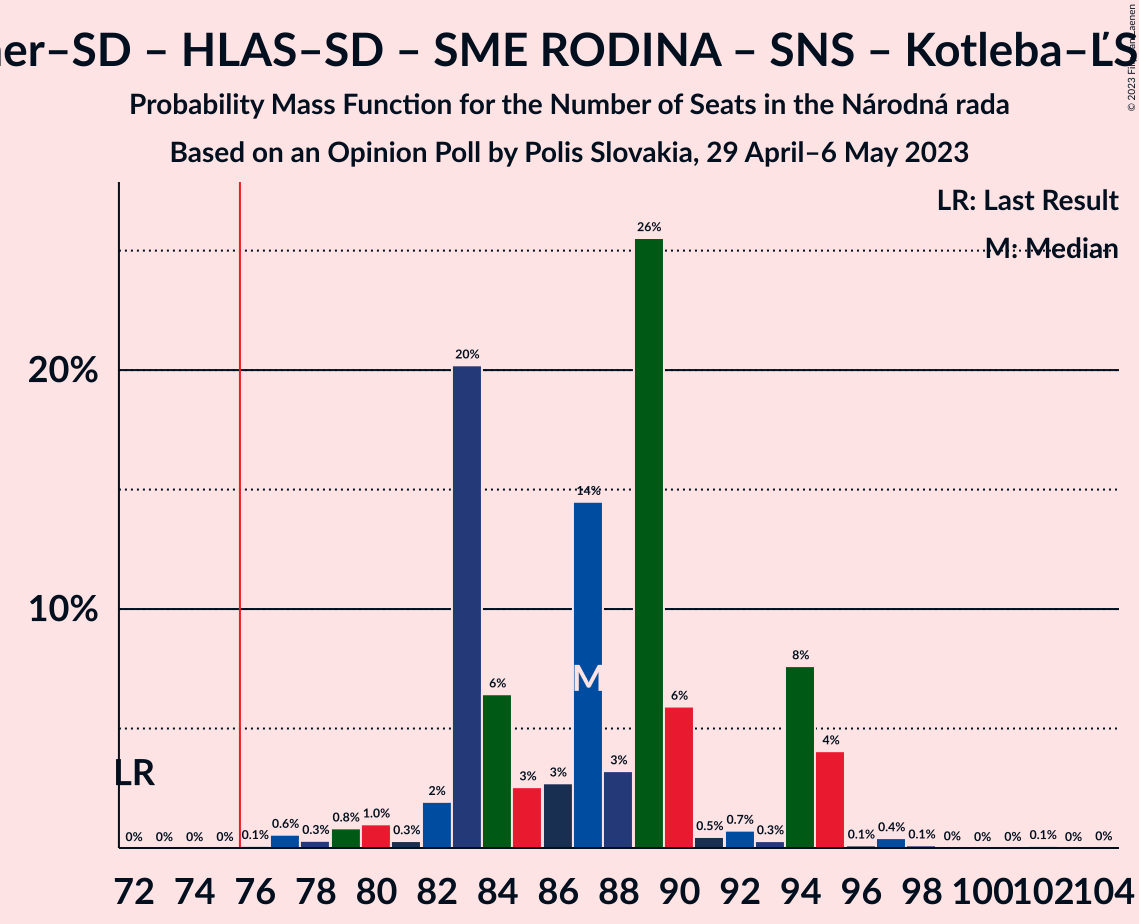 er–SD – HLAS–SD – SME RODINA – SNS – Kotleba–ĽS
Probability Mass Function for the Number of Seats in the Národná rada
Based on an Opinion Poll by Polis Slovakia, 29 April–6 May 2023
LR: Last Result
M: Median
26%
20%
20%
14%
10%
8%
6%
6%
M
4%
3%
3%
3%
LR
2%
0% 0% 0% 0% 0.1% 0.6% 0.3% 0.8% 1.0% 0.3% 0.5% 0.7% 0.3% 0.1% 0.4% 0.1% 0% 0% 0% 0.1% 0% 0%
72 74 76 78 80 82 84 86 88 90 92 94 96 98 100 102 104